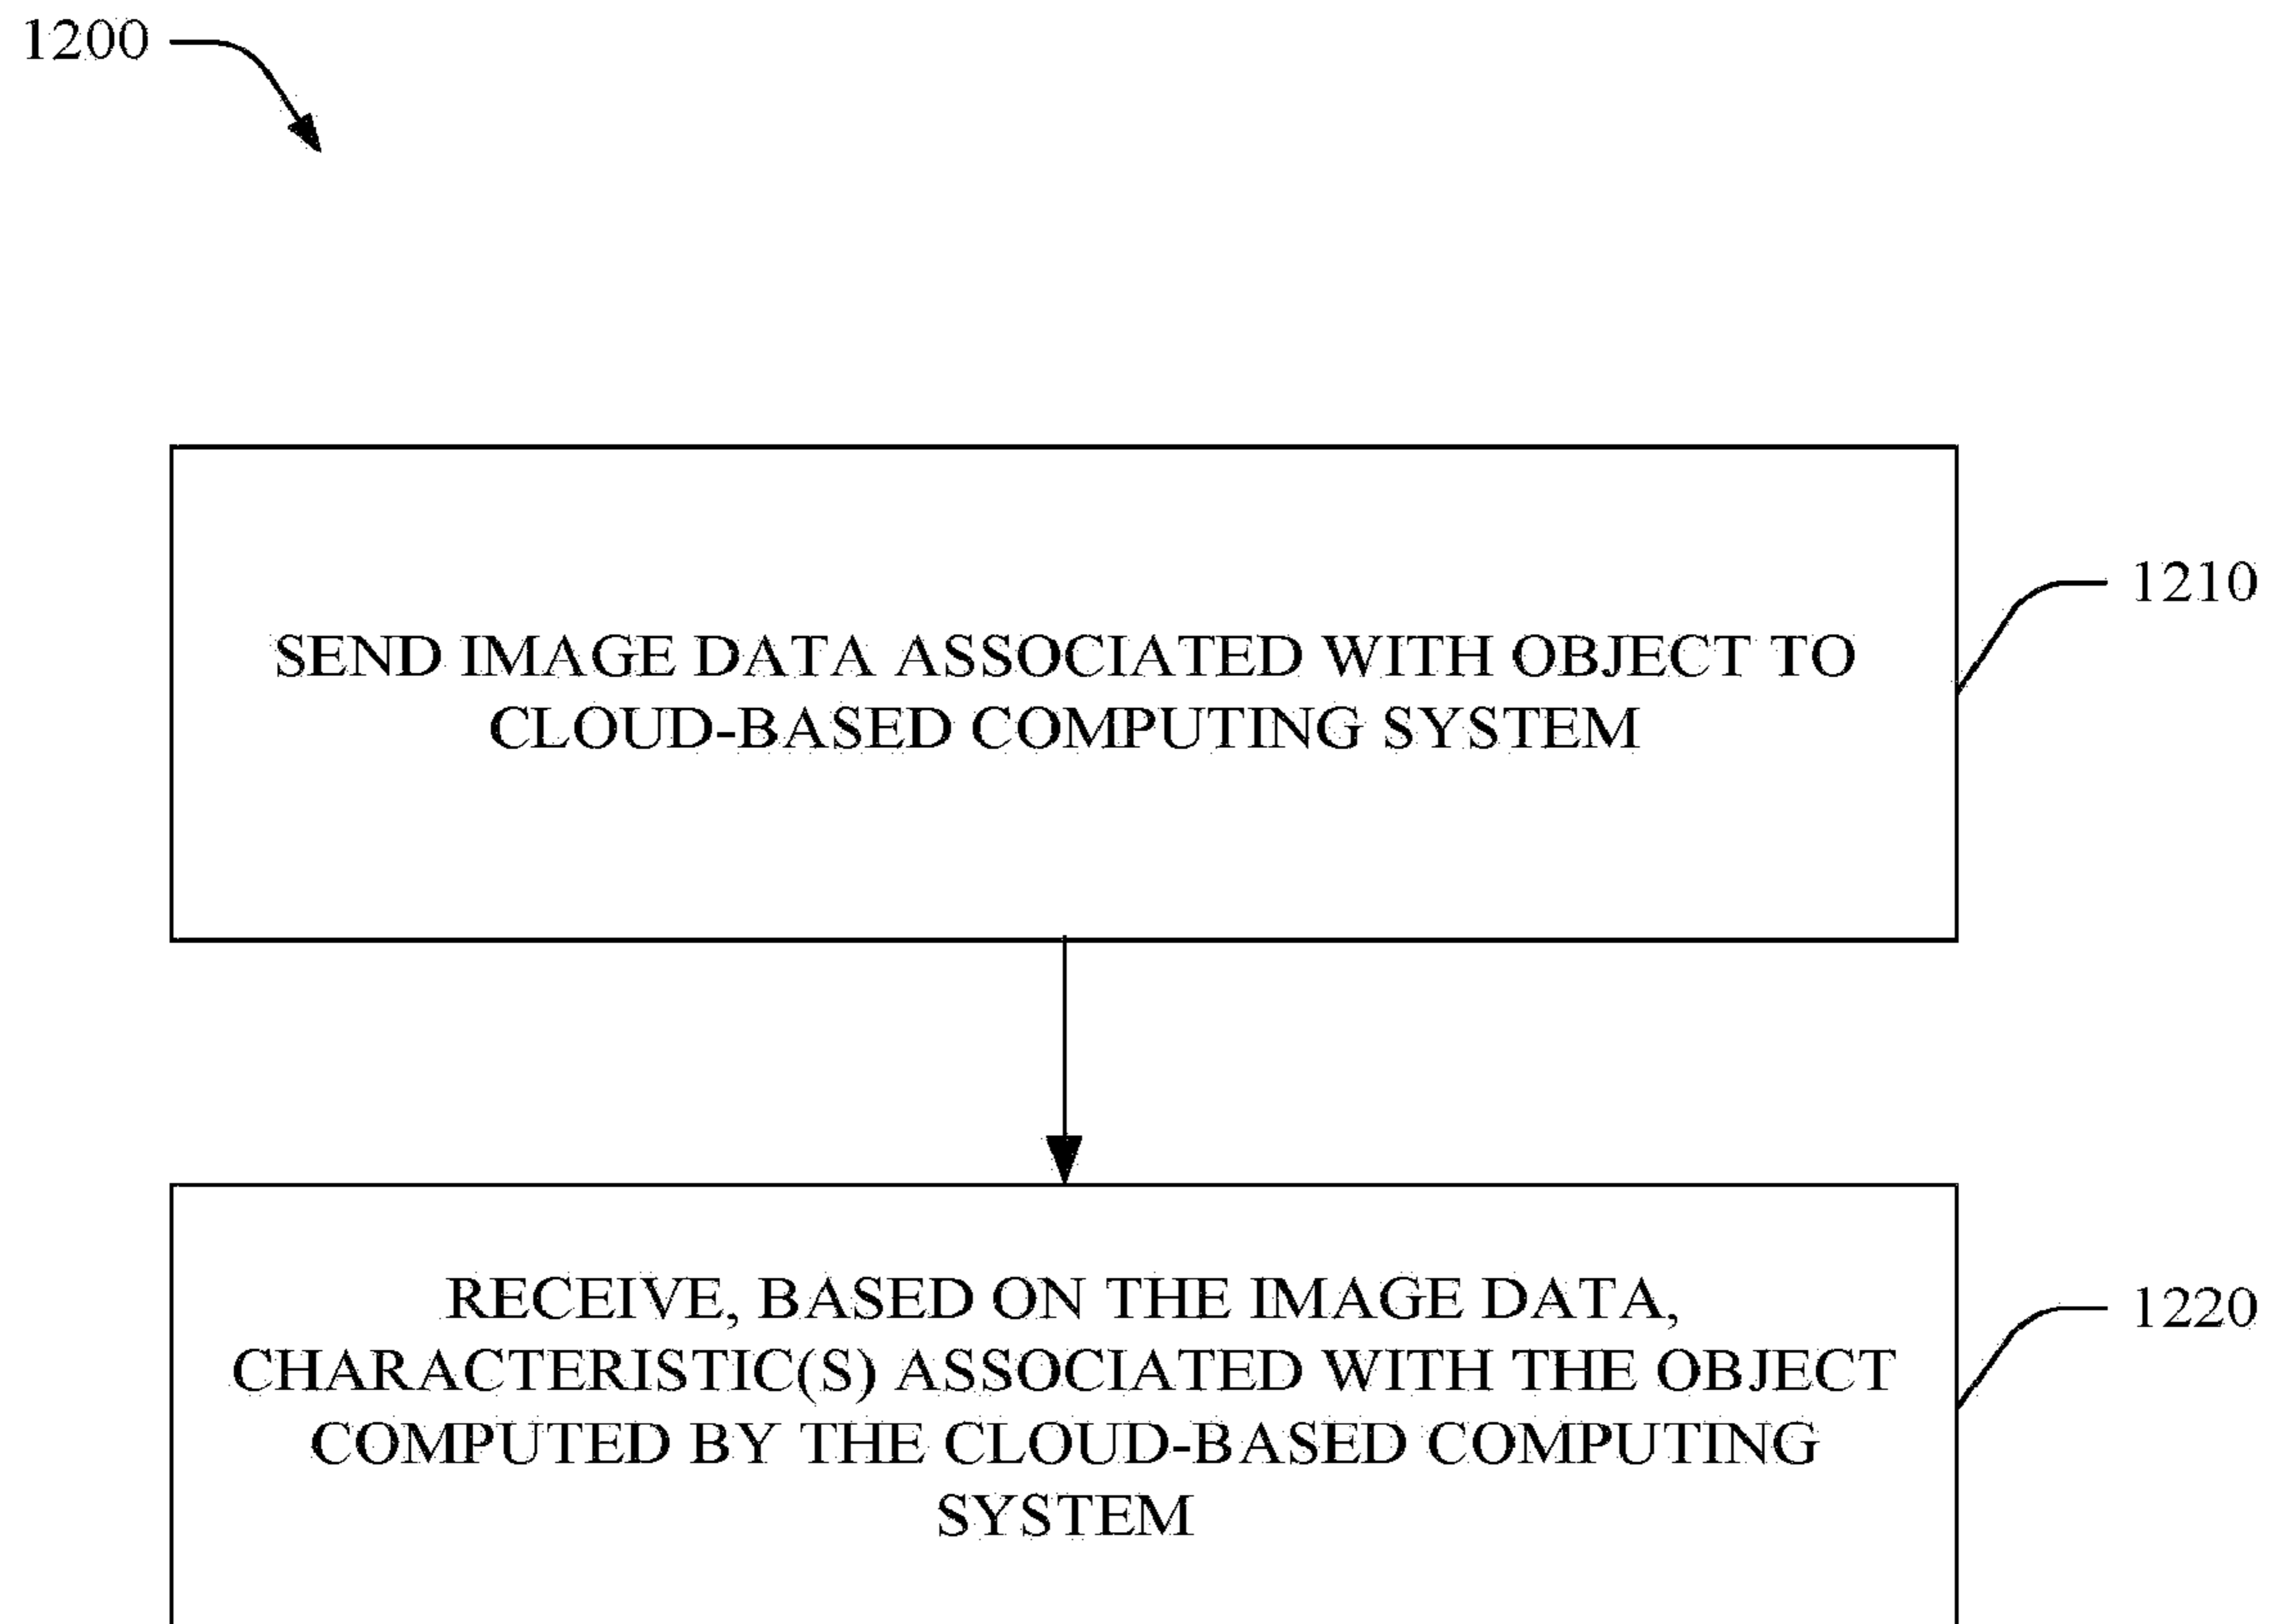 1200
SEND IMAGE DATA ASSOCIATED WITH OBJECT TO
CLOUD-BASED COMPUTING SYSTEM
1210
RECEIVE, BASED ON THE IMAGE DATA,
CHARACTERISTIC(S) ASSOCIATED WITH THE OBJECT
COMPUTED BY THE CLOUD-BASED COMPUTING
SYSTEM
1220